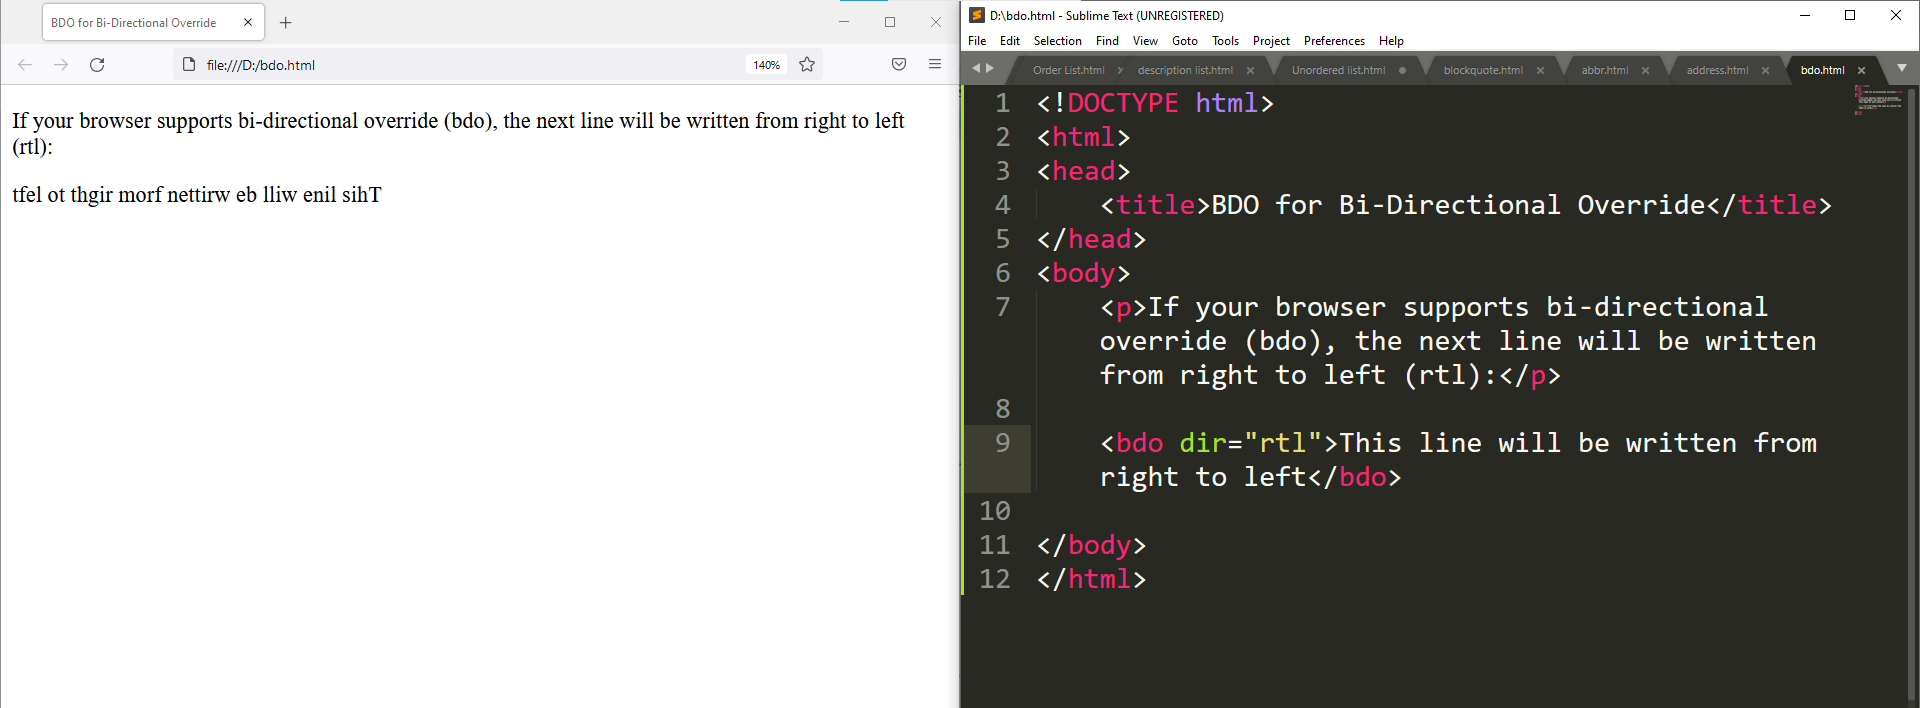 BDO for Bi-Directional Override
file:///D:/bdo.html
140%
If your browser supports bi-directional override (bdo), the next line will be written from right to left
(rtl):
tfel ot thgir morf nettirw eb lliw enil sihT
D:\bdo.html - Sublime Text (UNREGISTERED)
File Edit Selection Find View Goto Tools Project Preferences Help
Order List.html description list.html Unordered list.html blockquote.html abbr.html address.html bdo.html
1 <!DOCTYPE html>
2 <html>
3 <head>
4 <title>BDO for Bi-Directional Override</title>
5 </head>
6 <body>
7 <p>If your browser supports bi-directional
override (bdo), the next line will be written
from right to left (rtl):</p>
8
9 <bdo dir="rtl">This line will be written from
right to left</bdo>
10
11 </body>
12 </html>